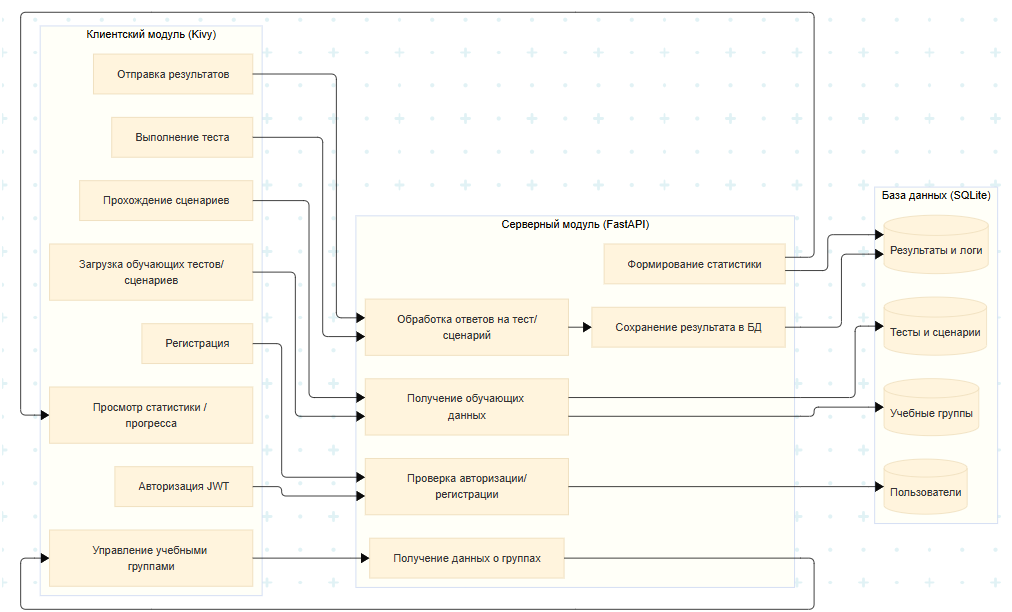 Клиентский модуль (Kivy)
Отправка результатов
Выполнение теста
Прохождение сценариев
Загрузка обучающих тестов/
сценариев
Регистрация
Просмотр статистики /
прогресса
Авторизация JWT
Управление учебными
группами
Серверный модуль (FastAPI)
Формирование статистики
Обработка ответов на тест/
сценарий
Сохранение результата в БД
Получение обучающих
данных
Проверка авторизации/
регистрации
Получение данных о группах
База данных (SQLite)
Результаты и логи
Тесты и сценарии
Учебные группы
Пользователи